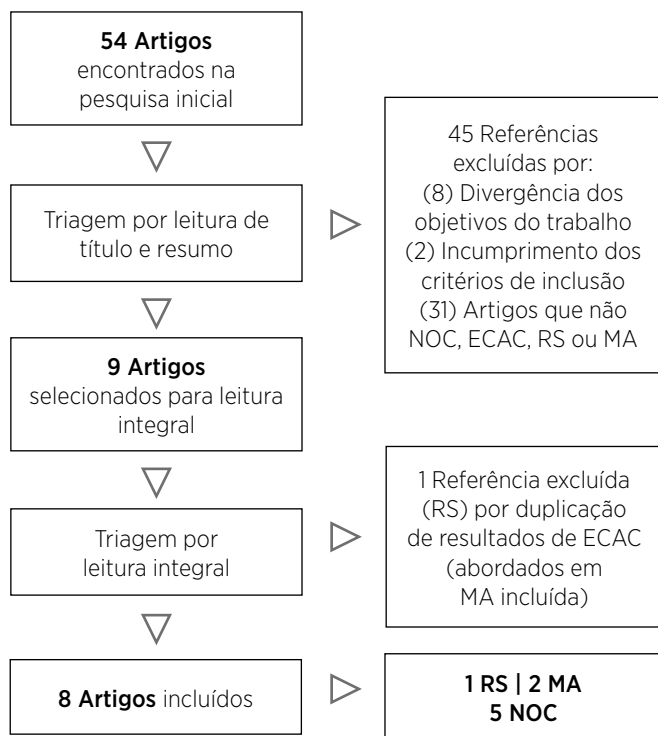 54 Artigos
encontrados na
pesquisa inicial
Triagem por leitura de
título e resumo
45 Referências
excluídas por:
(8) Divergência dos
objetivos do trabalho
(2) Incumprimento dos
critérios de inclusão
(31) Artigos que não
NOC, ECAC, RS ou MA
9 Artigos
selecionados para leitura
integral
Triagem por
leitura integral
1 Referência excluída
(RS) por duplicação
de resultados de ECAC
(abordados em
MA incluída)
8 Artigos incluídos
1 RS | 2 MA
5 NOC